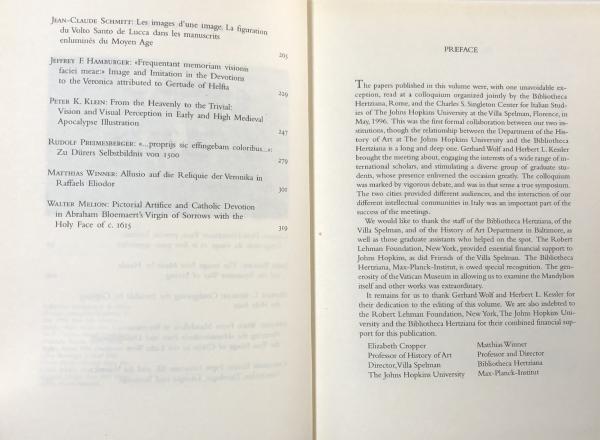 JEAN-CLAUDE SCHMITT: Les images d'une image. La figuration
du Volto Santo de Lucca dans les manuscrits
enluminés du Moyen Age
205
JEFFREY F. HAMBURGER: «Frequentant memoriam visionis
faciei meae:» Image and Imitation in the Devotions
to the Veronica attributed to Gertude of Helfta
229
PETER K. KLEIN: From the Heavenly to the Trivial:
Vision and Visual Perception in Early and High Medieval
Apocalypse Illustration
247
RUDOLF PREIMESBERGER: «...proprijs sic effingebam coloribus...»:
Zu Dürers Selbstbildnis von 1500
279
MATTHIAS WINNER: Allusio auf die Reliquie der Veronika in
Raffaels Eliodor
301
WALTER MELION: Pictorial Artifice and Catholic Devotion
in Abraham Bloemaert's Virgin of Sorrows with the
Holy Face of c. 1615
319
PREFACE
The papers published in this volume were, with one unavoidable ex-
ception, read at a colloquium organized jointly by the Bibliotheca
Hertziana, Rome, and the Charles S. Singleton Center for Italian Stud-
ies of The Johns Hopkins University at the Villa Spelman, Florence, in
May, 1996. This was the first formal collaboration between our two in-
stitutions, though the relationship between the Department of the His-
tory of Art at The Johns Hopkins University and the Bibliotheca
Hertziana is a long and deep one. Gerhard Wolf and Herbert L. Kessler
brought the meeting about, engaging the interests of a wide range of in-
ternational scholars, and stimulating a diverse group of graduate stu-
dents, whose presence enlivened the occasion greatly. The colloquium
was marked by vigorous debate, and was in that sense a true symposium.
The two cities provided different audiences, and the interaction of our
different intellectual communities in Italy was an important part of the
success of the meetings.
We would like to thank the staff of the Bibliotheca Hertziana, of the
Villa Spelman, and of the History of Art Department in Baltimore, as
well as those graduate assistants who helped on the spot. The Robert
Lehman Foundation, New York, provided essential financial support to
Johns Hopkins, as did Friends of the Villa Spelman. The Bibliotheca
Hertziana, Max-Planck-Institut, is owed special recognition. The gen-
erosity of the Vatican Museum in allowing us to examine the Mandylion
itself and other works was extraordinary.
It remains for us to thank Gerhard Wolf and Herbert L. Kessler for
their dedication to the editing of this volume. We are also indebted to
the Robert Lehman Foundation, New York, The Johns Hopkins Uni-
versity and the Bibliotheca Hertziana for their combined financial sup-
port for this publication.
Elizabeth Cropper
Professor of History of Art
Director, Villa Spelman
The Johns Hopkins University
Matthias Winner
Professor and Director
Bibliotheca Hertziana
Max-Planck-Institut